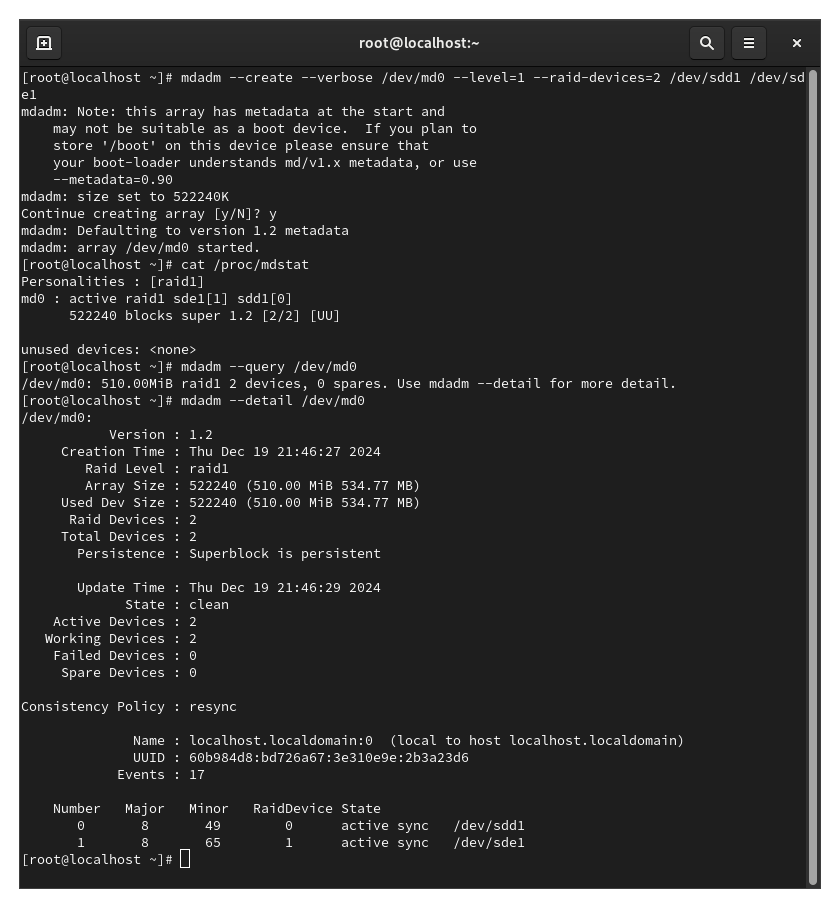 root@localhost:~
[root@localhost ~]# mdadm --create --verbose /dev/md0 --level=1 --raid-devices=2 /dev/sdd1 /dev/sd
e1
mdadm: Note: this array has metadata at the start and
    may not be suitable as a boot device.  If you plan to
    store '/boot' on this device please ensure that
    your boot-loader understands md/v1.x metadata, or use
    --metadata=0.90
mdadm: size set to 522240K
Continue creating array [y/N]? y
mdadm: Defaulting to version 1.2 metadata
mdadm: array /dev/md0 started.
[root@localhost ~]# cat /proc/mdstat
Personalities : [raid1]
md0 : active raid1 sde1[1] sdd1[0]
      522240 blocks super 1.2 [2/2] [UU]

unused devices: <none>
[root@localhost ~]# mdadm --query /dev/md0
/dev/md0: 510.00MiB raid1 2 devices, 0 spares. Use mdadm --detail for more detail.
[root@localhost ~]# mdadm --detail /dev/md0
/dev/md0:
           Version : 1.2
     Creation Time : Thu Dec 19 21:46:27 2024
        Raid Level : raid1
        Array Size : 522240 (510.00 MiB 534.77 MB)
     Used Dev Size : 522240 (510.00 MiB 534.77 MB)
      Raid Devices : 2
     Total Devices : 2
       Persistence : Superblock is persistent

       Update Time : Thu Dec 19 21:46:29 2024
             State : clean
    Active Devices : 2
   Working Devices : 2
    Failed Devices : 0
     Spare Devices : 0

Consistency Policy : resync

              Name : localhost.localdomain:0  (local to host localhost.localdomain)
              UUID : 60b984d8:bd726a67:3e310e9e:2b3a23d6
            Events : 17

    Number   Major   Minor   RaidDevice State
       0       8       49        0      active sync   /dev/sdd1
       1       8       65        1      active sync   /dev/sde1
[root@localhost ~]#